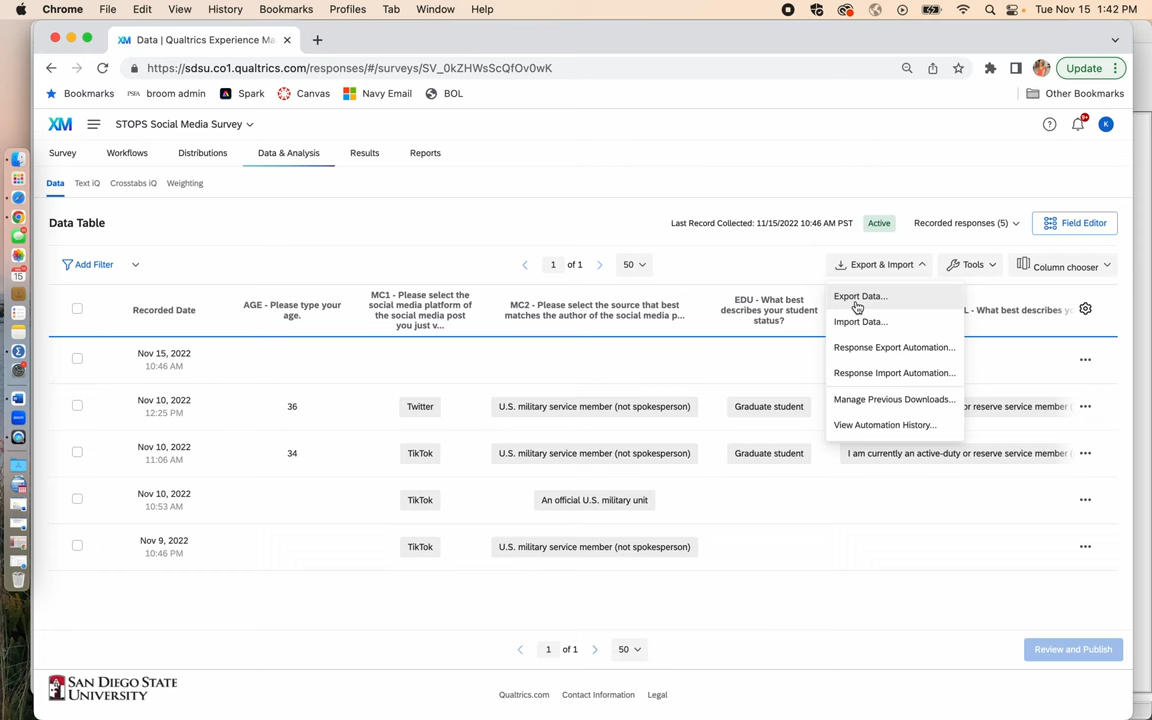 Chrome File Edit View History Bookmarks Profiles Tab Window Help Tue Nov 15 1:42 PM
XM Data | Qualtrics Experience Ma
https://sdsu.co1.qualtrics.com/responses/#/surveys/SV_0kZHWsScQfOv0wK Update
Bookmarks PSFA broom admin Spark Canvas Navy Email BOL Other Bookmarks
XM STOPS Social Media Survey 9+ K
Survey Workflows Distributions Data & Analysis Results Reports
Data Text iQ Crosstabs iQ Weighting
Data Table Last Record Collected: 11/15/2022 10:46 AM PST Active Recorded responses (5) Field Editor
Add Filter 1 of 1 50 Export & Import Tools Column chooser
Recorded Date
AGE - Please type your
age.
MC1 - Please select the
social media platform of
the social media post
you just v...
MC2 - Please select the source that best
matches the author of the social media p...
EDU - What best
describes your student
status?
L - What best describes yo
Export Data...
Import Data...
Response Export Automation...
Response Import Automation...
Manage Previous Downloads...
View Automation History...
Nov 15, 2022
10:46 AM
Nov 10, 2022
12:25 PM
36 Twitter U.S. military service member (not spokesperson) Graduate student or reserve service member (
Nov 10, 2022
11:06 AM
34 TikTok U.S. military service member (not spokesperson) Graduate student I am currently an active-duty or reserve service member (
Nov 10, 2022
10:53 AM
TikTok An official U.S. military unit
Nov 9, 2022
10:46 PM
TikTok U.S. military service member (not spokesperson)
1 of 1 50 Review and Publish
SAN DIEGO STATE
UNIVERSITY
Qualtrics.com Contact Information Legal
15